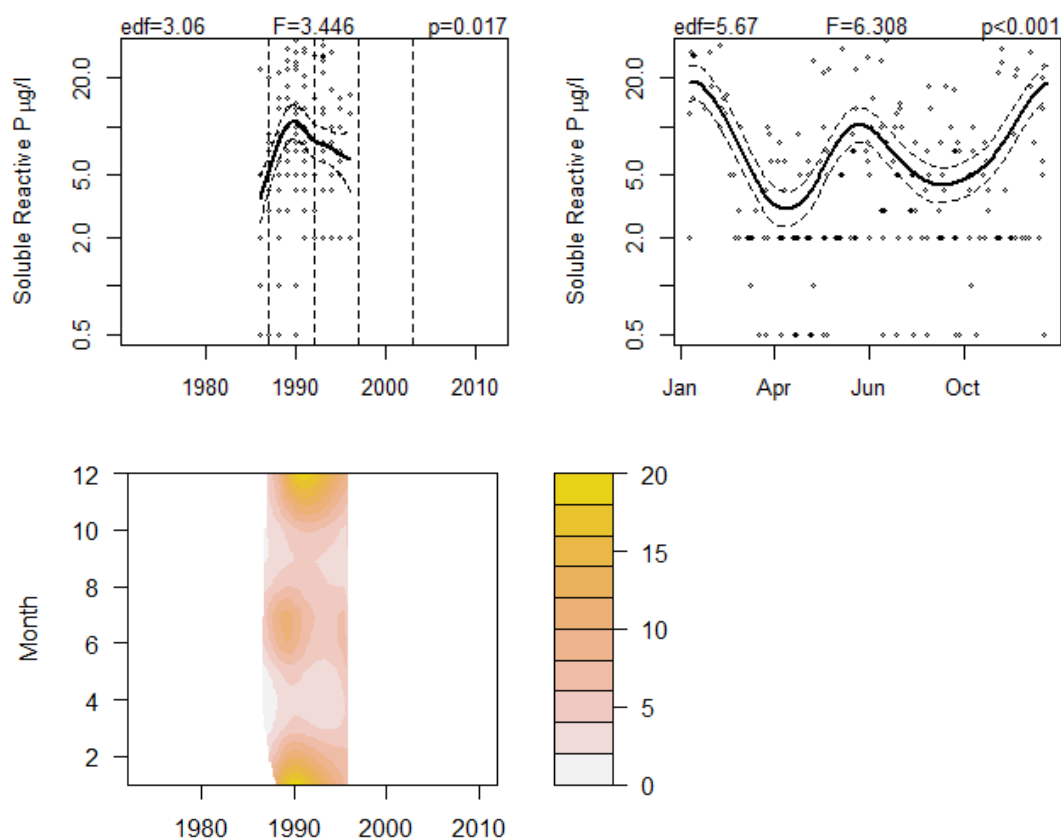 edf=3.06 F=3.446 p=0.017
Soluble Reactive P µg/l
20.0
5.0
2.0
0.5
1980 1990 2000 2010
edf=5.67 F=6.308 p<0.001
Soluble Reactive P µg/l
20.0
5.0
2.0
0.5
Jan Apr Jun Oct
Month
12
10
8
6
4
2
1980 1990 2000 2010
20
15
10
5
0